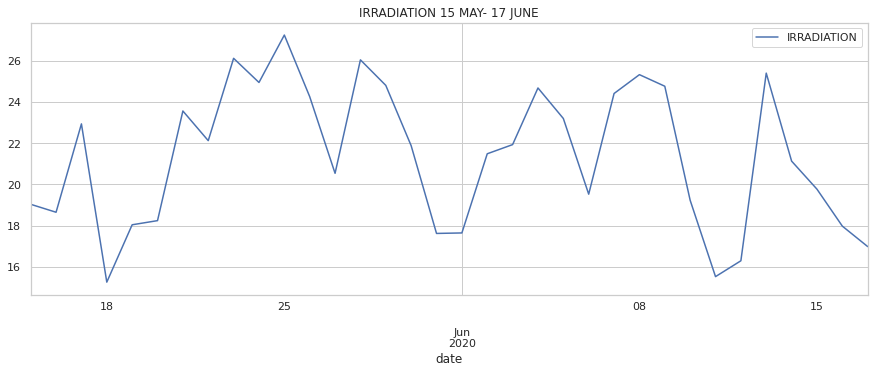 IRRADIATION 15 MAY- 17 JUNE
IRRADIATION
26
24
22
20
18
16
18
25
08
15
Jun
2020
date